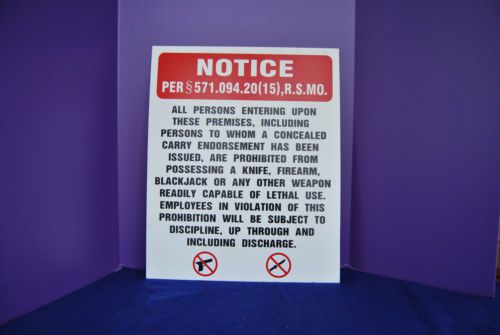 NOTICE
PER§571.094.20(15),R.S.MO.
ALL PERSONS ENTERING UPON
THESE PREMISES, INCLUDING
PERSONS TO WHOM A CONCEALED
CARRY ENDORSEMENT HAS BEEN
ISSUED, ARE PROHIBITED FROM
POSSESSING A KNIFE, FIREARM,
BLACKJACK OR ANY OTHER WEAPON
READILY CAPABLE OF LETHAL USE.
EMPLOYEES IN VIOLATION OF THIS
PROHIBITION WILL BE SUBJECT TO
DISCIPLINE, UP THROUGH AND
INCLUDING DISCHARGE.